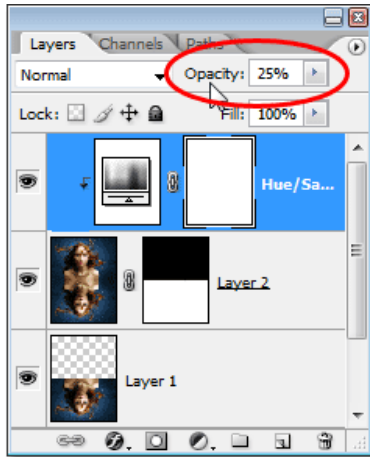 Layers Channels Paths
Normal Opacity: 25%
Lock: Fill: 100%
Hue/Sa...
Layer 2
Layer 1